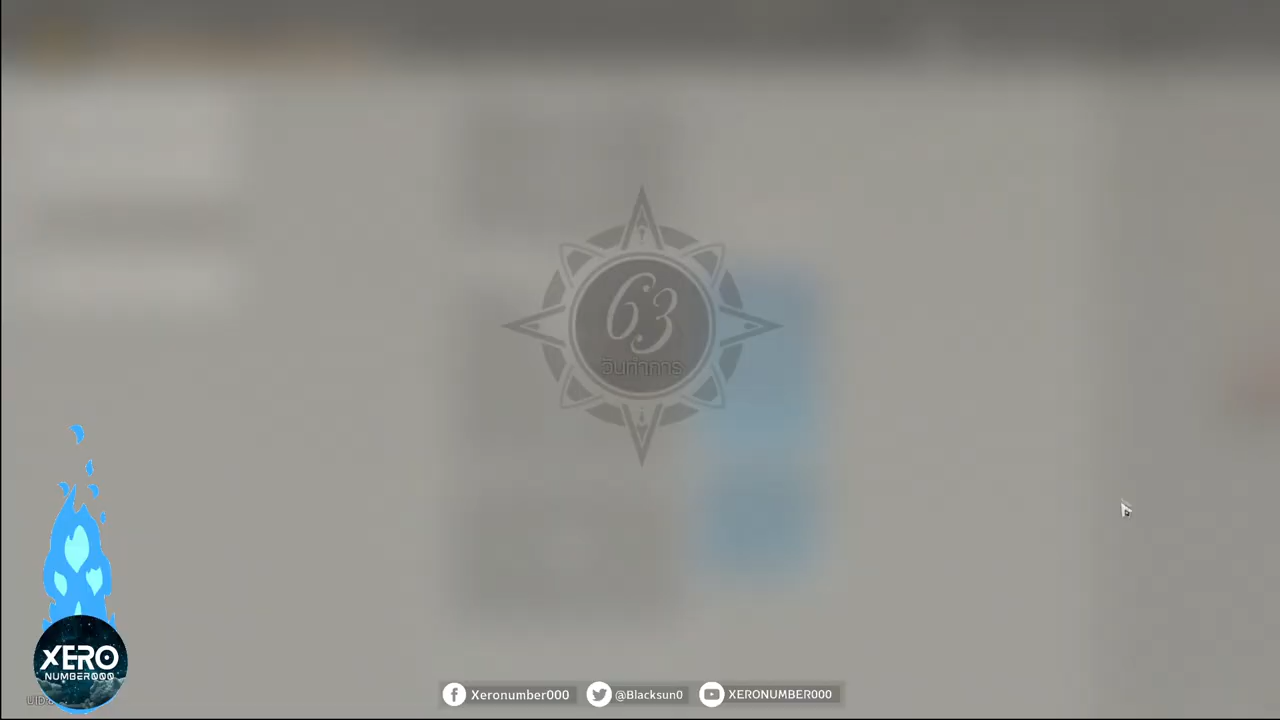 63
วันทำการ
XERO
NUMBER000
Xeronumber000
@Blacksun0
XERONUMBER000